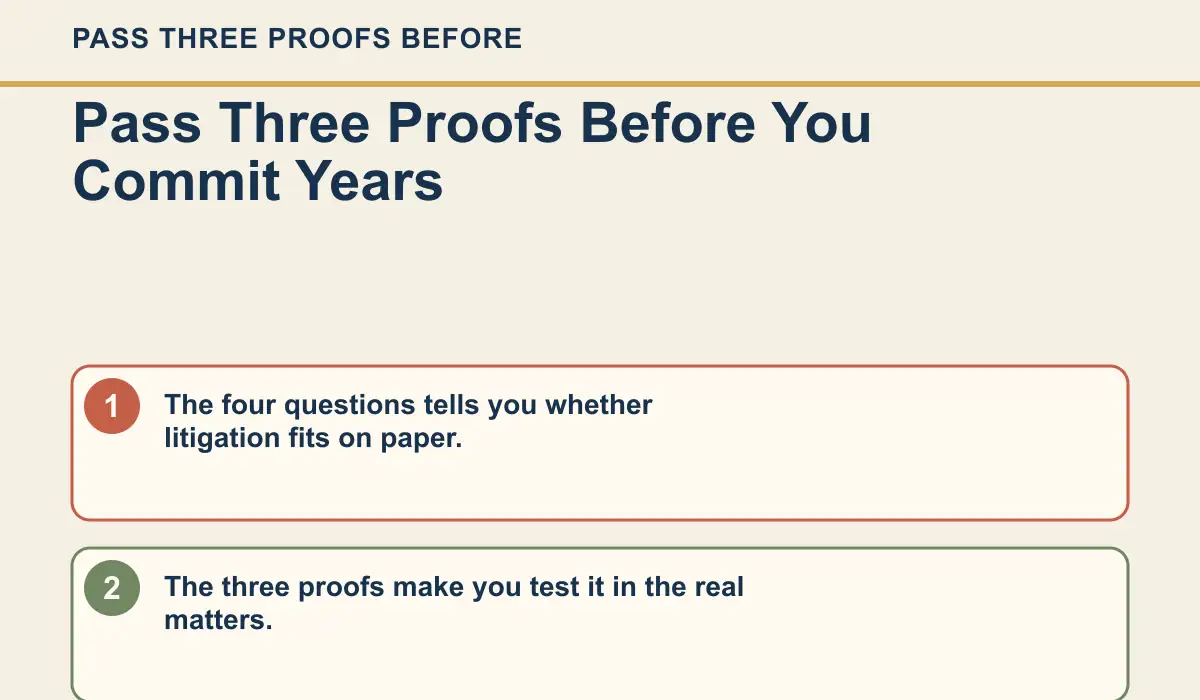 PASS THREE PROOFS BEFORE
Pass Three Proofs Before You
Commit Years
1
The four questions tells you whether
litigation fits on paper.
2
The three proofs make you test it in the real
matters.